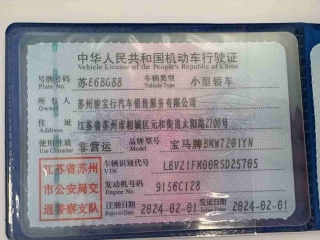 中华人民共和国机动车行驶证
Vehicle License of the People's Republic of China
号牌号码 苏E6BG88 车辆类型 小型轿车
Plate No. Vehicle Type
所有人 苏州骏宝行汽车销售服务有限公司
Owner
住址 江苏省苏州市相城区元和街道太阳路2700号
Address
使用性质 非营运 品牌型号 宝马牌BMW7201YN
Use Character Model
江苏省苏州市公安局交通警察支队
车辆识别代号 LBV21FM00RSD25705
VIN
发动机号码 9156C128
Engine No.
注册日期 2024-02-01 发证日期 2024-02-01
Register Date Issue Date